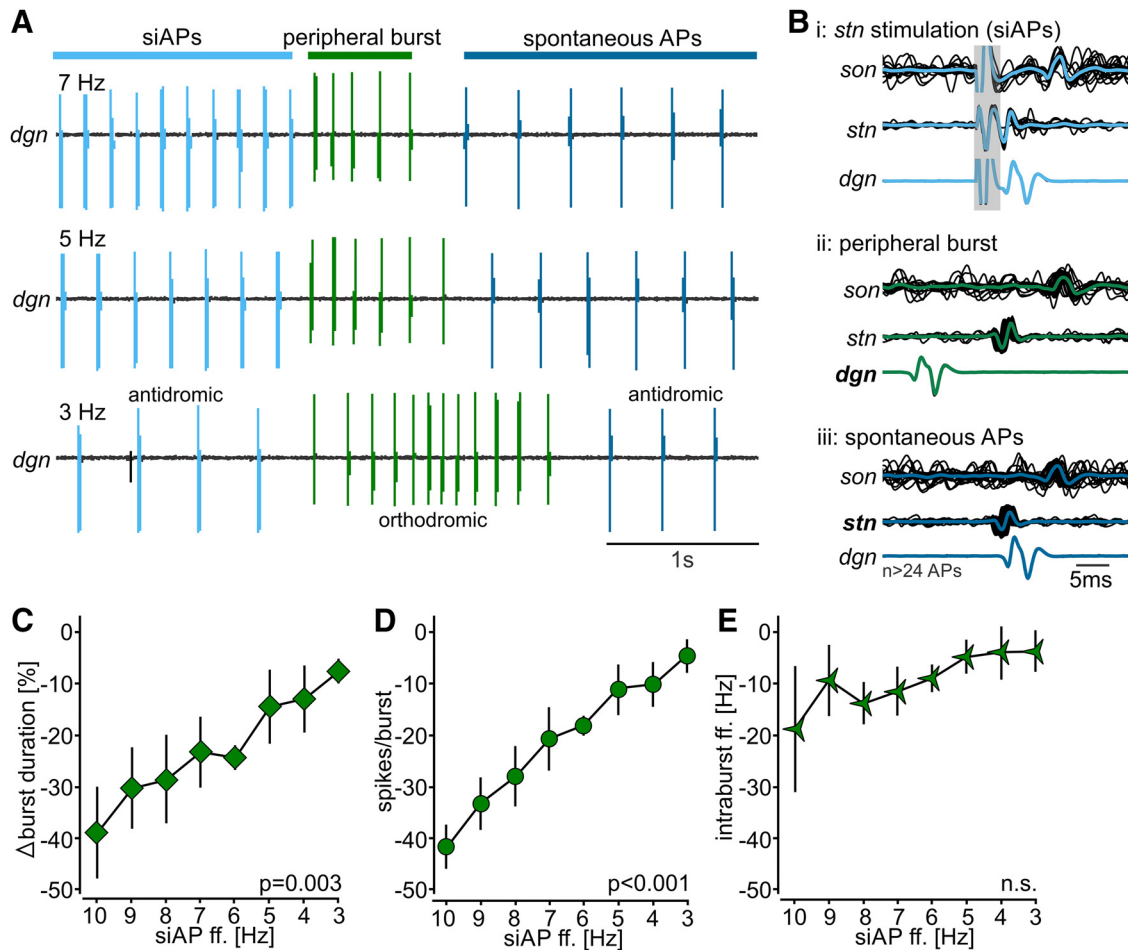 A
siAPs
peripheral burst
spontaneous APs
7 Hz
dgn
5 Hz
dgn
antidromic
antidromic
3 Hz
dgn
orthodromic
1s
B
i: stn stimulation (siAPs)
son
stn
dgn
ii: peripheral burst
son
stn
dgn
iii: spontaneous APs
son
stn
dgn
n>24 APs
5ms
C
Δburst duration [%]
0
-10
-20
-30
-40
-50
p=0.003
10 9 8 7 6 5 4 3
siAP ff. [Hz]
D
spikes/burst
0
-10
-20
-30
-40
-50
p<0.001
10 9 8 7 6 5 4 3
siAP ff. [Hz]
E
intraburst ff. [Hz]
0
-10
-20
-30
-40
-50
n.s.
10 9 8 7 6 5 4 3
siAP ff. [Hz]